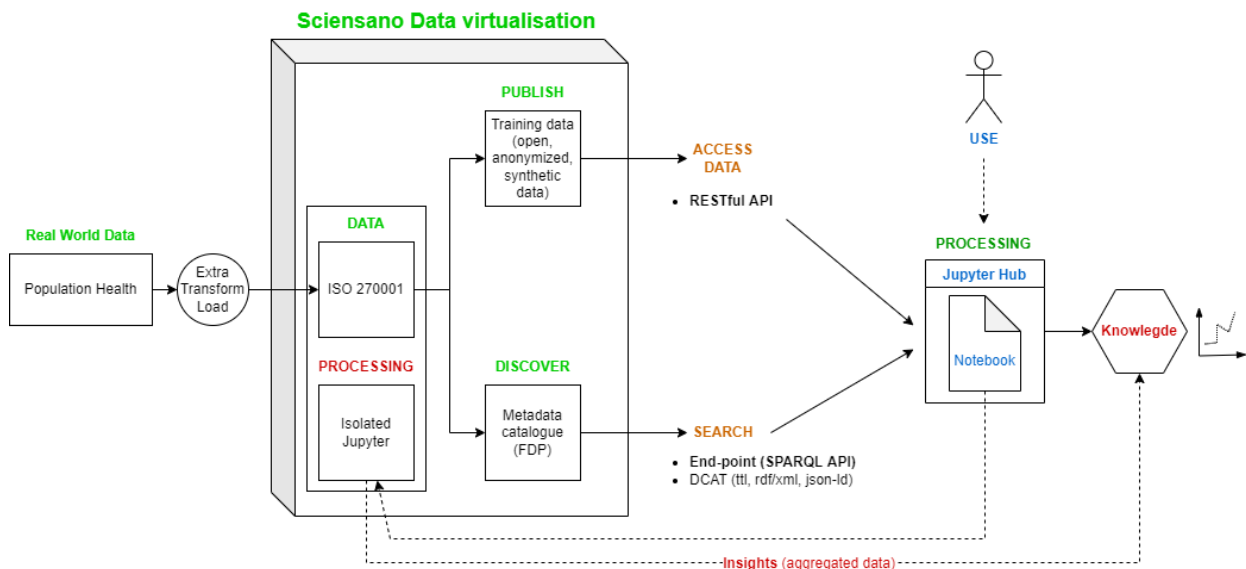 Sciensano Data virtualisation
PUBLISH
Training data
(open,
anonymized,
synthetic
data)
ACCESS
DATA
• RESTful API
USE
Real World Data
Population Health
Extra
Transform
Load
DATA
ISO 270001
PROCESSING
Isolated
Jupyter
DISCOVER
Metadata
catalogue
(FDP)
SEARCH
• End-point (SPARQL API)
• DCAT (ttl, rdf/xml, json-ld)
PROCESSING
Jupyter Hub
Notebook
Knowlegde
Insights (aggregated data)